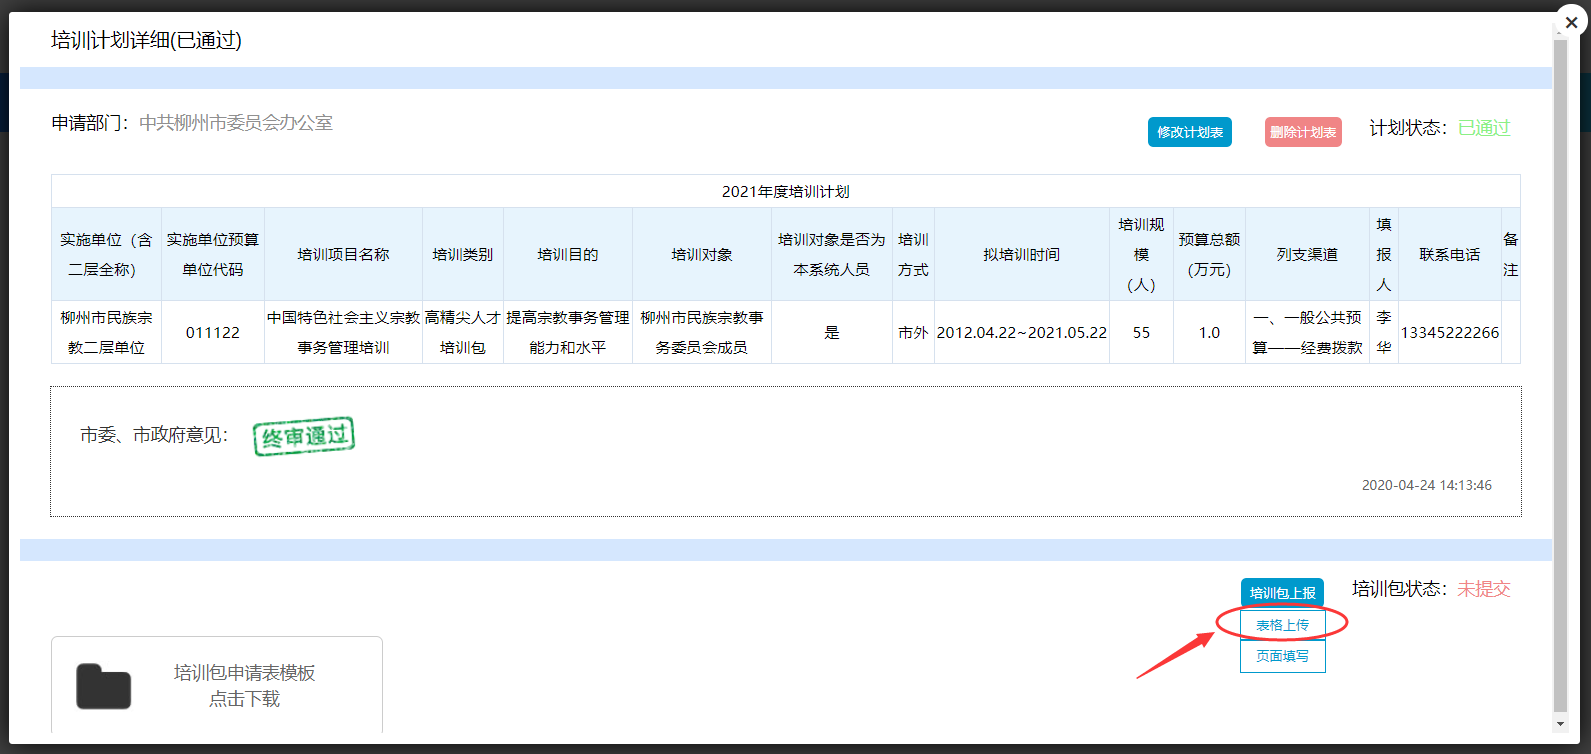 培训计划详细(已通过)
申请部门：中共柳州市委员会办公室
修改计划表
删除计划表
计划状态：已通过
2021年度培训计划
实施单位（含二层全称）
实施单位预算单位代码
培训项目名称
培训类别
培训目的
培训对象
培训对象是否为本系统人员
培训方式
拟培训时间
培训规模（人）
预算总额（万元）
列支渠道
填报人
联系电话
备注
柳州市民族宗教二层单位
011122
中国特色社会主义宗教事务管理培训
高精尖人才培训包
提高宗教事务管理能力和水平
柳州市民族宗教事务委员会成员
是
市外
2012.04.22~2021.05.22
55
1.0
一、一般公共预算——经费拨款
李华
13345222266
市委、市政府意见：
终审通过
2020-04-24 14:13:46
培训包上报
培训包状态：未提交
表格上传
页面填写
培训包申请表模板
点击下载